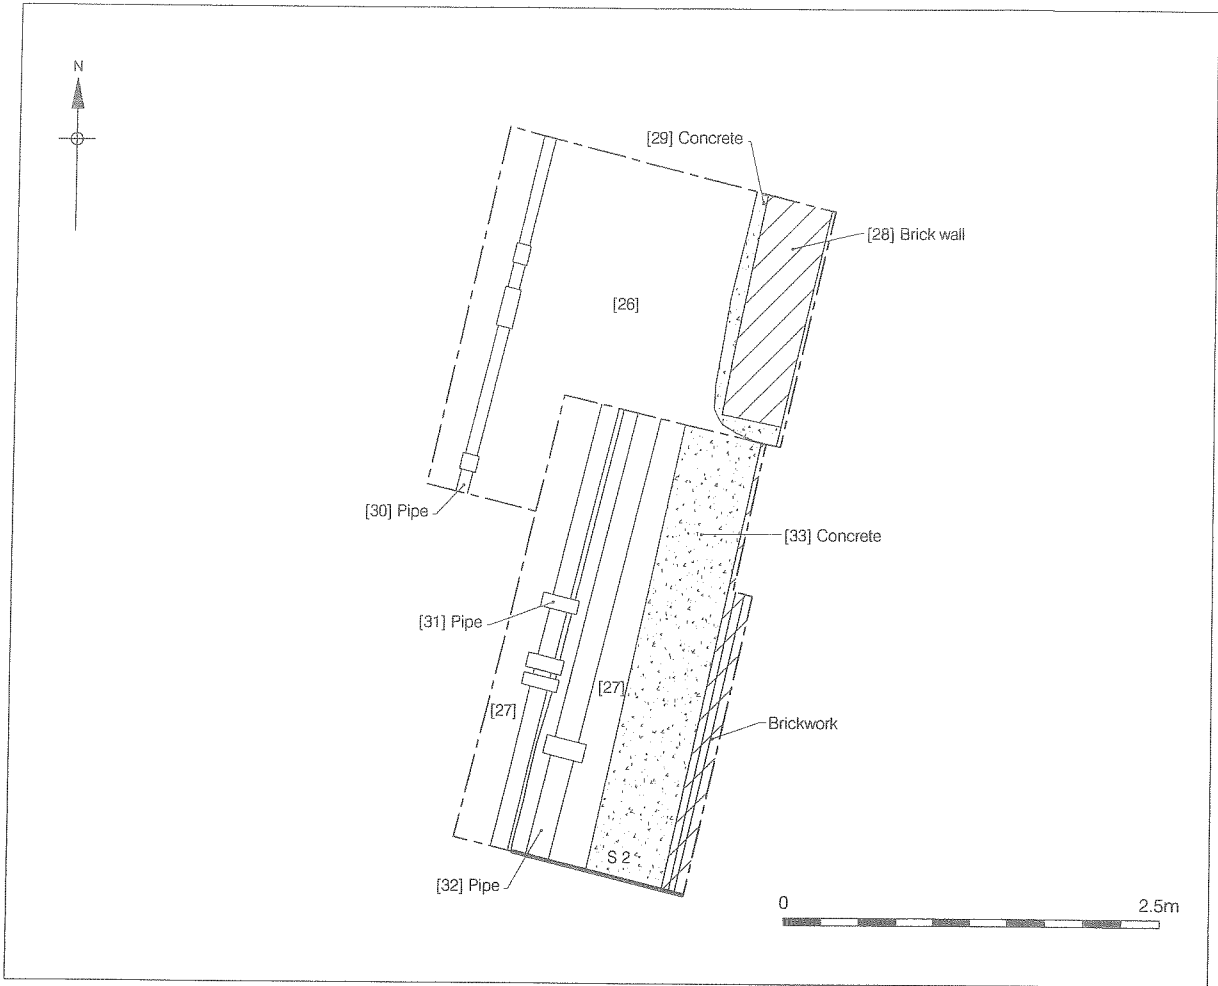 N
[29] Concrete
[28] Brick wall
[26]
[30] Pipe
[33] Concrete
[31] Pipe
[27]
[27]
Brickwork
S 2
[32] Pipe
0 2.5m